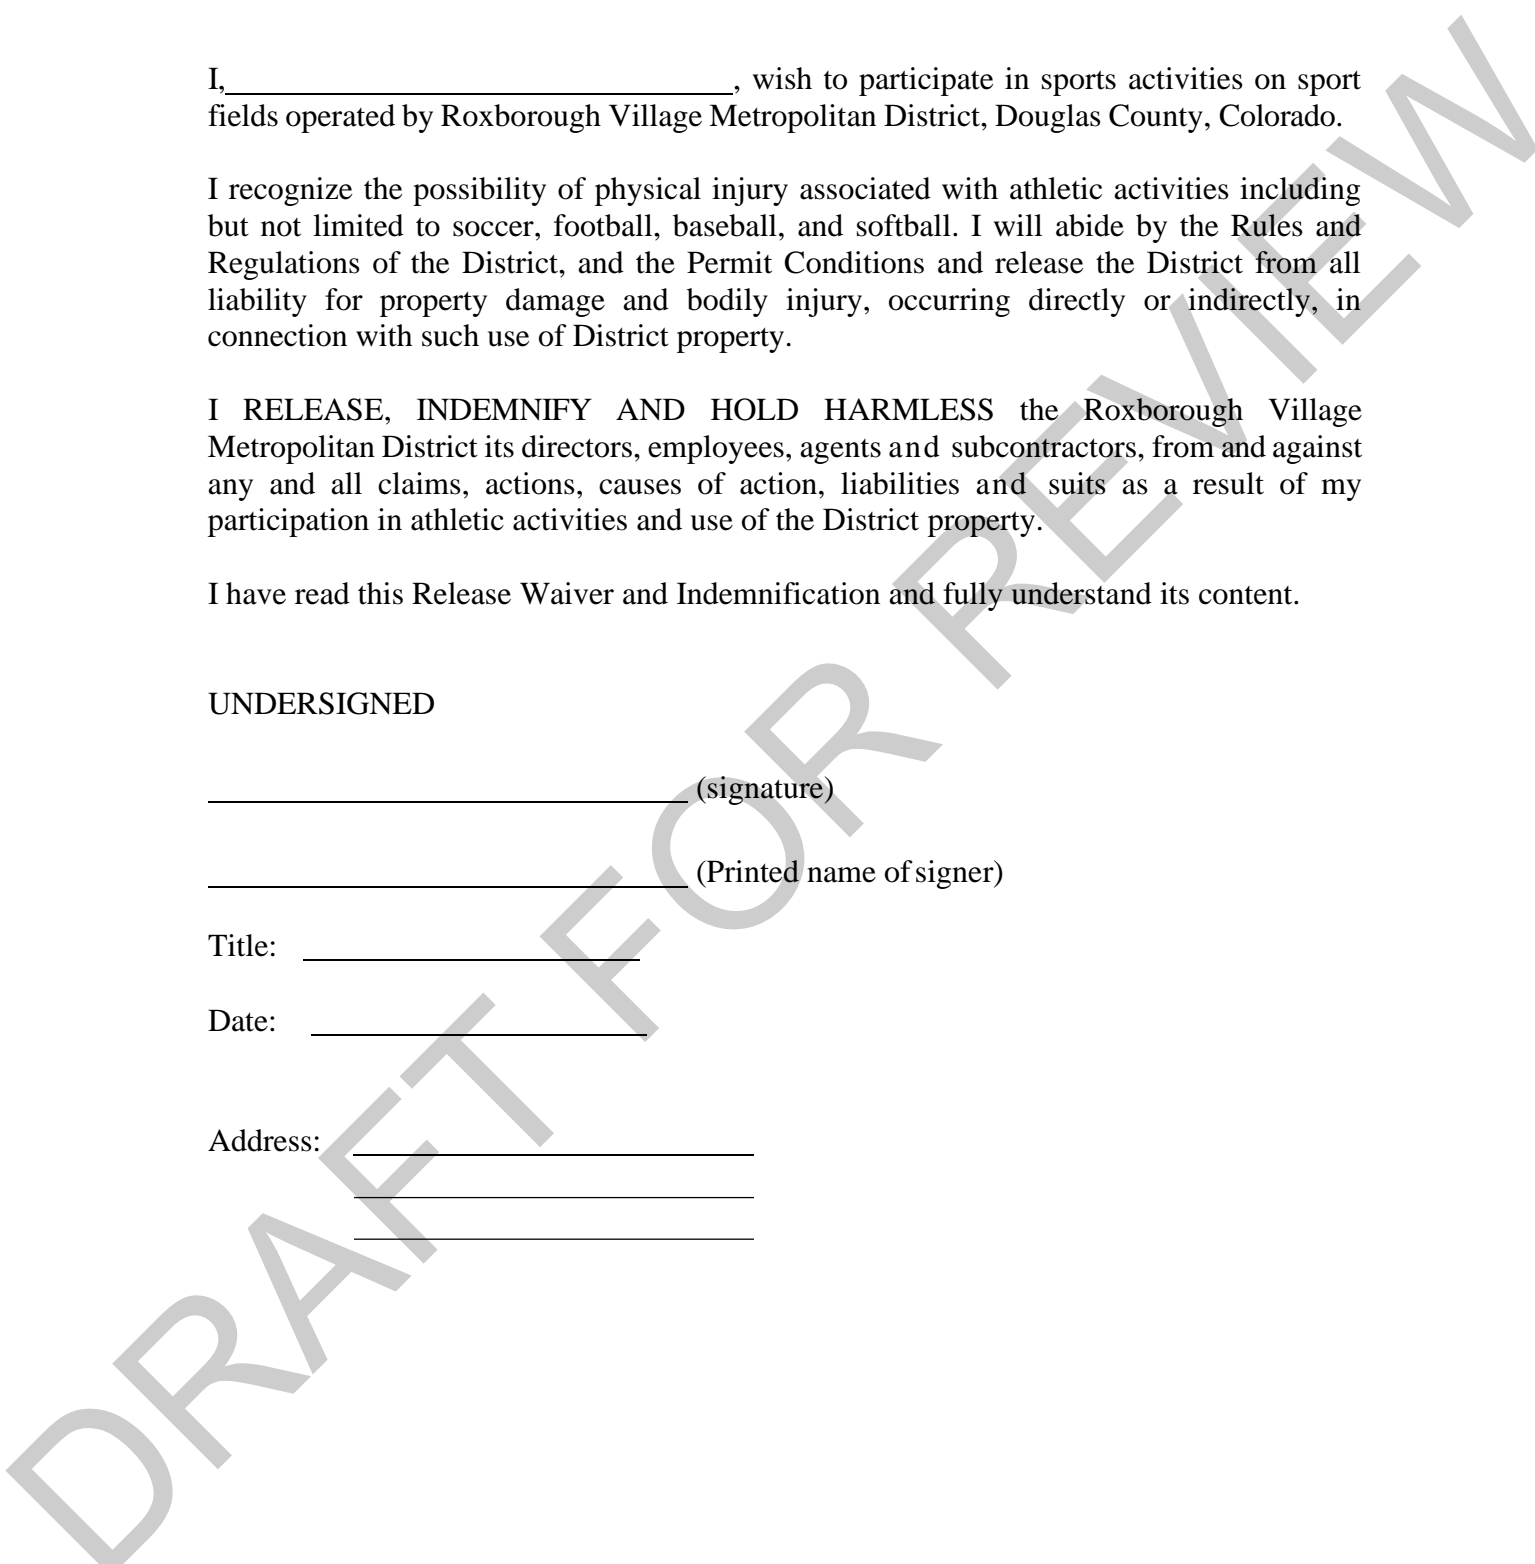 I,, wish to participate in sports activities on sport
fields operated by Roxborough Village Metropolitan District, Douglas County, Colorado.
I recognize the possibility of physical injury associated with athletic activities including
but not limited to soccer, football, baseball, and softball. I will abide by the Rules and
Regulations of the District, and the Permit Conditions and release the District from all
liability for property damage and bodily injury, occurring directly or indirectly, in
connection with such use of District property.
I RELEASE, INDEMNIFY AND HOLD HARMLESS the Roxborough Village
Metropolitan District its directors, employees, agents and subcontractors, from and against
any and all claims, actions, causes of action, liabilities and suits as a result of my
participation in athletic activities and use of the District property.
I have read this Release Waiver and Indemnification and fully understand its content.
UNDERSIGNED
(signature)
(Printed name of signer)
Title:
Date:
Address:
DRAFT FOR REVIEW